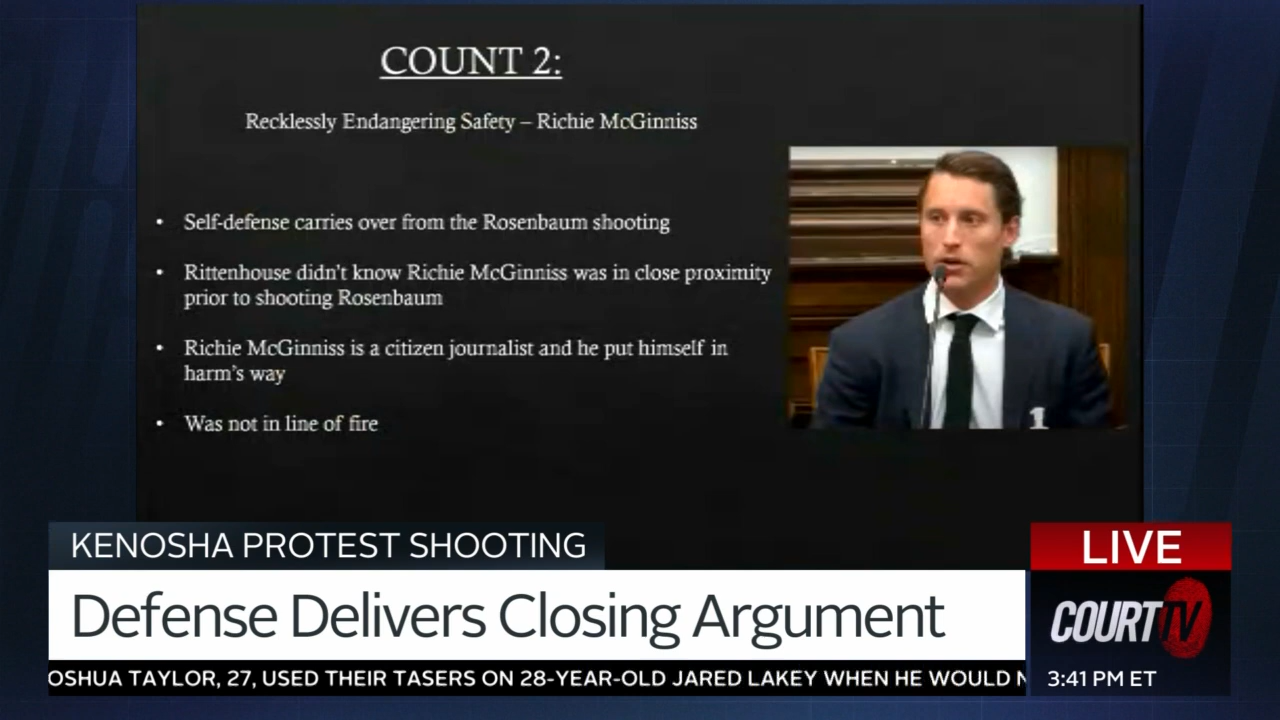 COUNT 2:
Recklessly Endangering Safety – Richie McGinniss
• Self-defense carries over from the Rosenbaum shooting
• Rittenhouse didn't know Richie McGinniss was in close proximity
prior to shooting Rosenbaum
• Richie McGinniss is a citizen journalist and he put himself in
harm's way
• Was not in line of fire
1
KENOSHA PROTEST SHOOTING
Defense Delivers Closing Argument
LIVE
COURT TV
OSHUA TAYLOR, 27, USED THEIR TASERS ON 28-YEAR-OLD JARED LAKEY WHEN HE WOULD N
3:41 PM ET